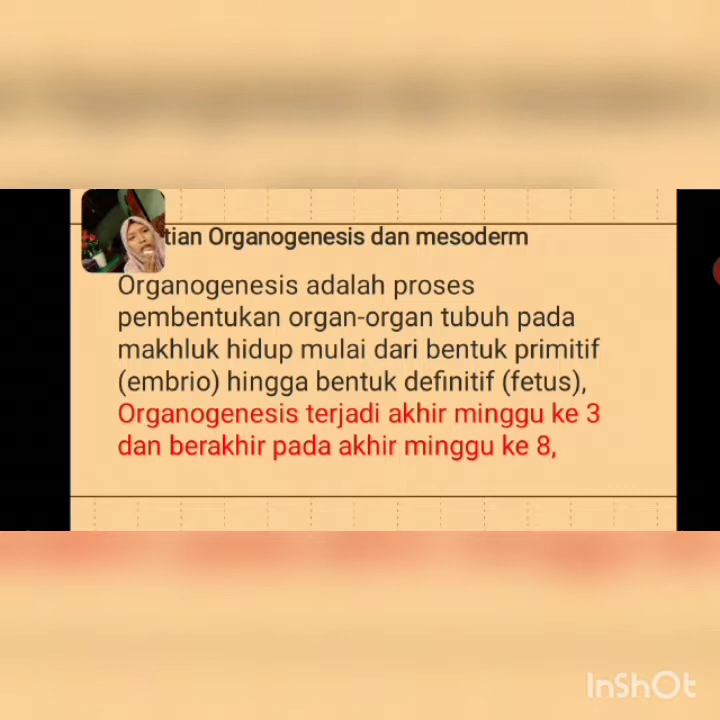 tian Organogenesis dan mesoderm
Organogenesis adalah proses
pembentukan organ-organ tubuh pada
makhluk hidup mulai dari bentuk primitif
(embrio) hingga bentuk definitif (fetus),
Organogenesis terjadi akhir minggu ke 3
dan berakhir pada akhir minggu ke 8,
InShOt